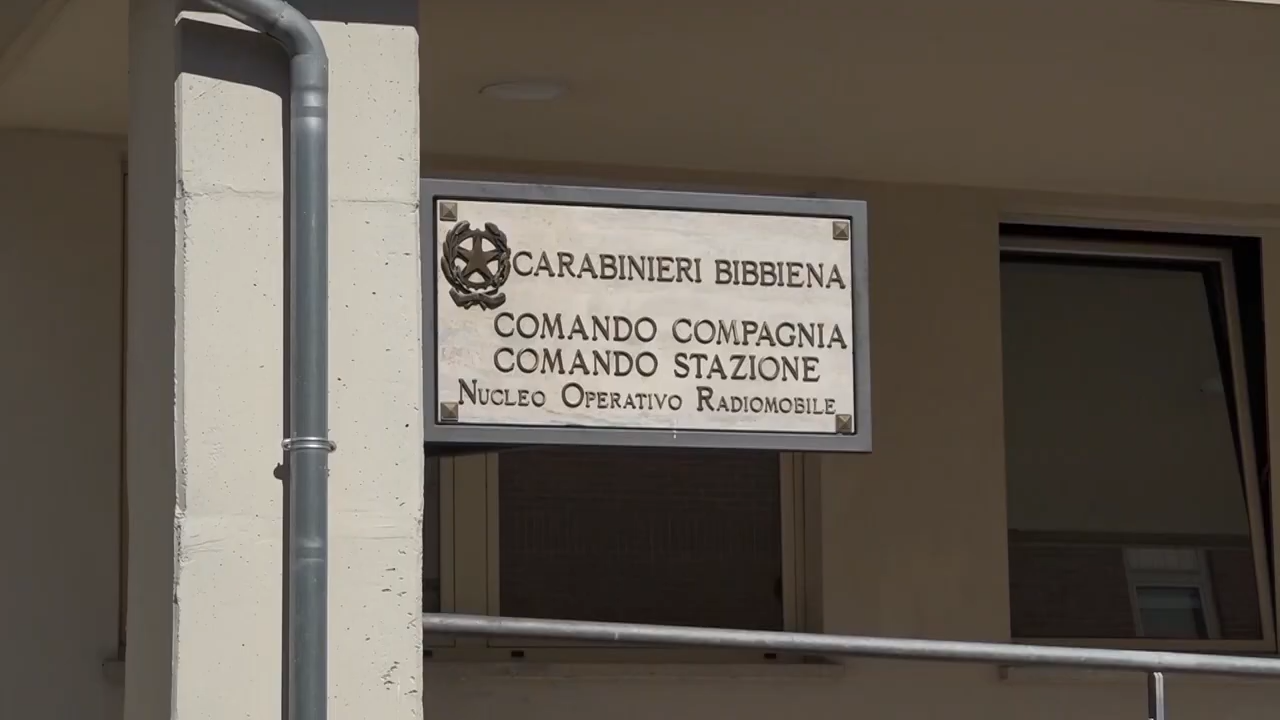 CARABINIERI BIBBIENA
COMANDO COMPAGNIA
COMANDO STAZIONE
NUCLEO OPERATIVO RADIOMOBILE